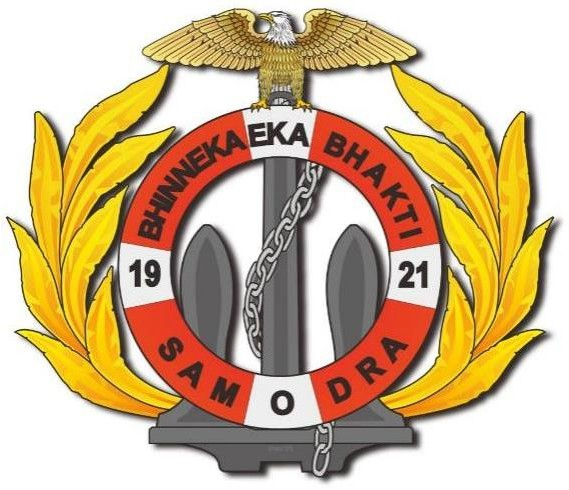 BHINNEKA EKA BHAKTI
19 21
SAMODRA